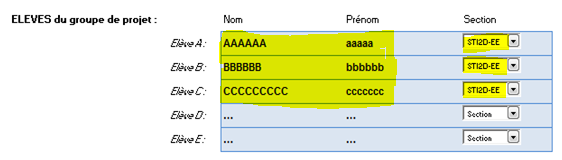 ELEVES du groupe de projet : Nom Prénom Section
Elève A : AAAAAA aaaaa STI2D-EE
Elève B : BBBBBB bbbbbb STI2D-EE
Elève C : CCCCCCCCC ccccccc STI2D-EE
Elève D : ... ... Section
Elève E : ... ... Section